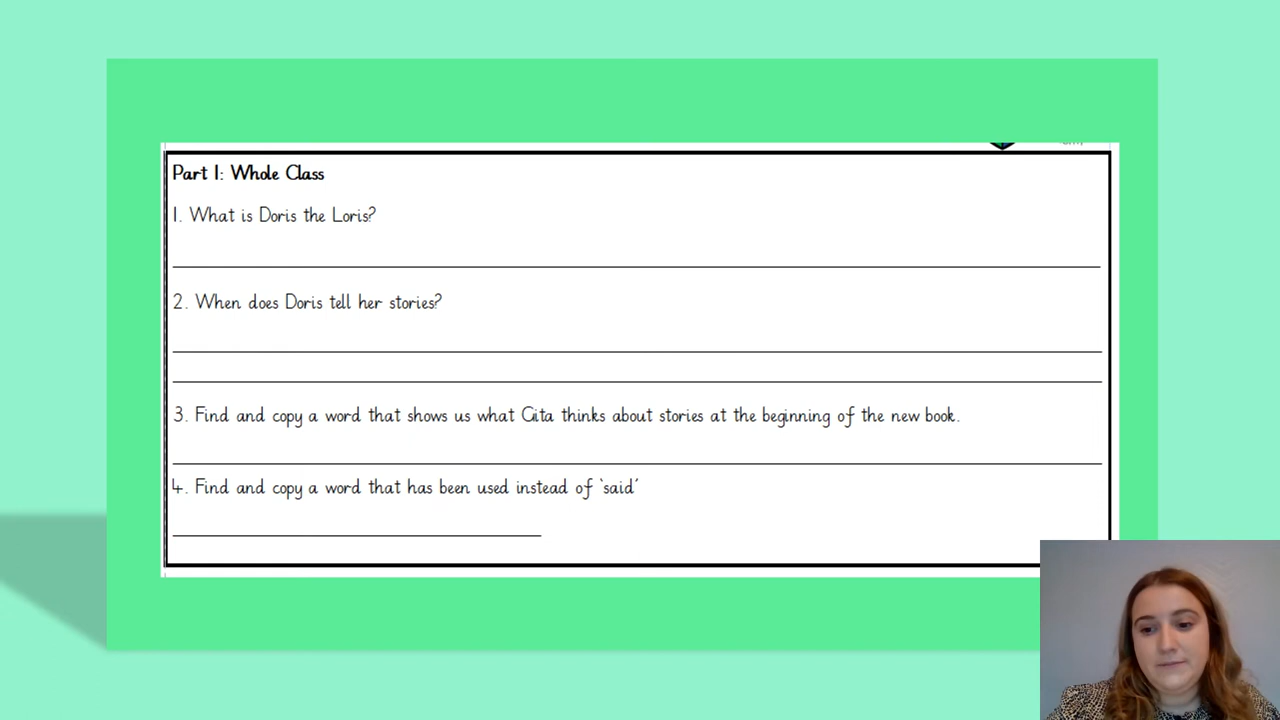 Part 1: Whole Class
1. What is Doris the Loris?
2. When does Doris tell her stories?
3. Find and copy a word that shows us what Gita thinks about stories at the beginning of the new book.
4. Find and copy a word that has been used instead of ‘said’